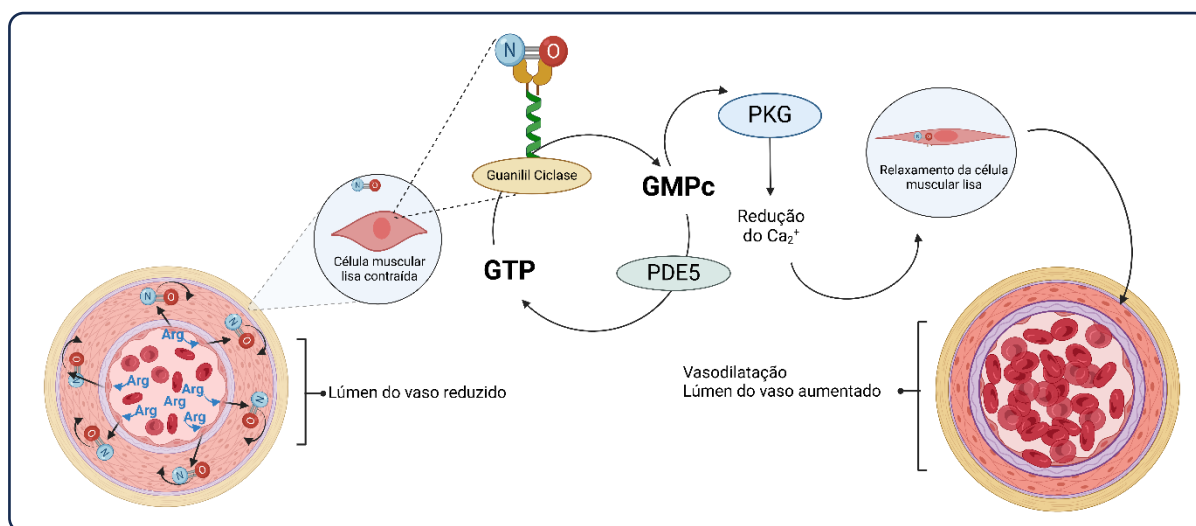 N O
Guanilil Ciclase
GTP
GMPc
PDE5
PKG
Redução
do Ca₂⁺
N O
Célula muscular
lisa contraída
N O
Relaxamento da célula
muscular lisa
N O
N O
N O
N O
N O
N O
Arg
Arg
Arg
Arg
Arg
Arg
Lúmen do vaso reduzido
Vasodilatação
Lúmen do vaso aumentado